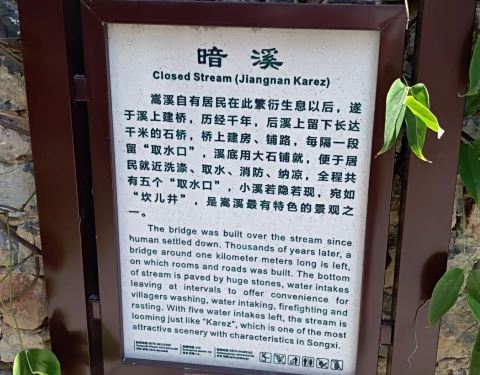 暗溪
Closed Stream (Jiangnan Karez)
嵩溪自有居民在此繁衍生息以后，遂
于溪上建桥，历经千年，后溪上留下长达
千米的石桥，桥上建房、铺路，每隔一段
留“取水口”，溪底用大石铺就，便于居
民就近洗涤、取水、消防、纳凉，全程共
有五个“取水口”，小溪若隐若现，宛如
“坎儿井”，是嵩溪最有特色的景观之
一。
The bridge was built over the stream since
human settled down. Thousands of years later, a
bridge around one kilometer meters long is left,
on which rooms and roads was built. The bottom
of stream is paved by huge stones, water intakes
leaving at intervals to offer convenience for
villagers washing, water intaking, firefighting and
resting. With five water intakes left, the stream is
looming just like “Karez”, which is one of the most
attractive scenery with characteristics in Songxi.